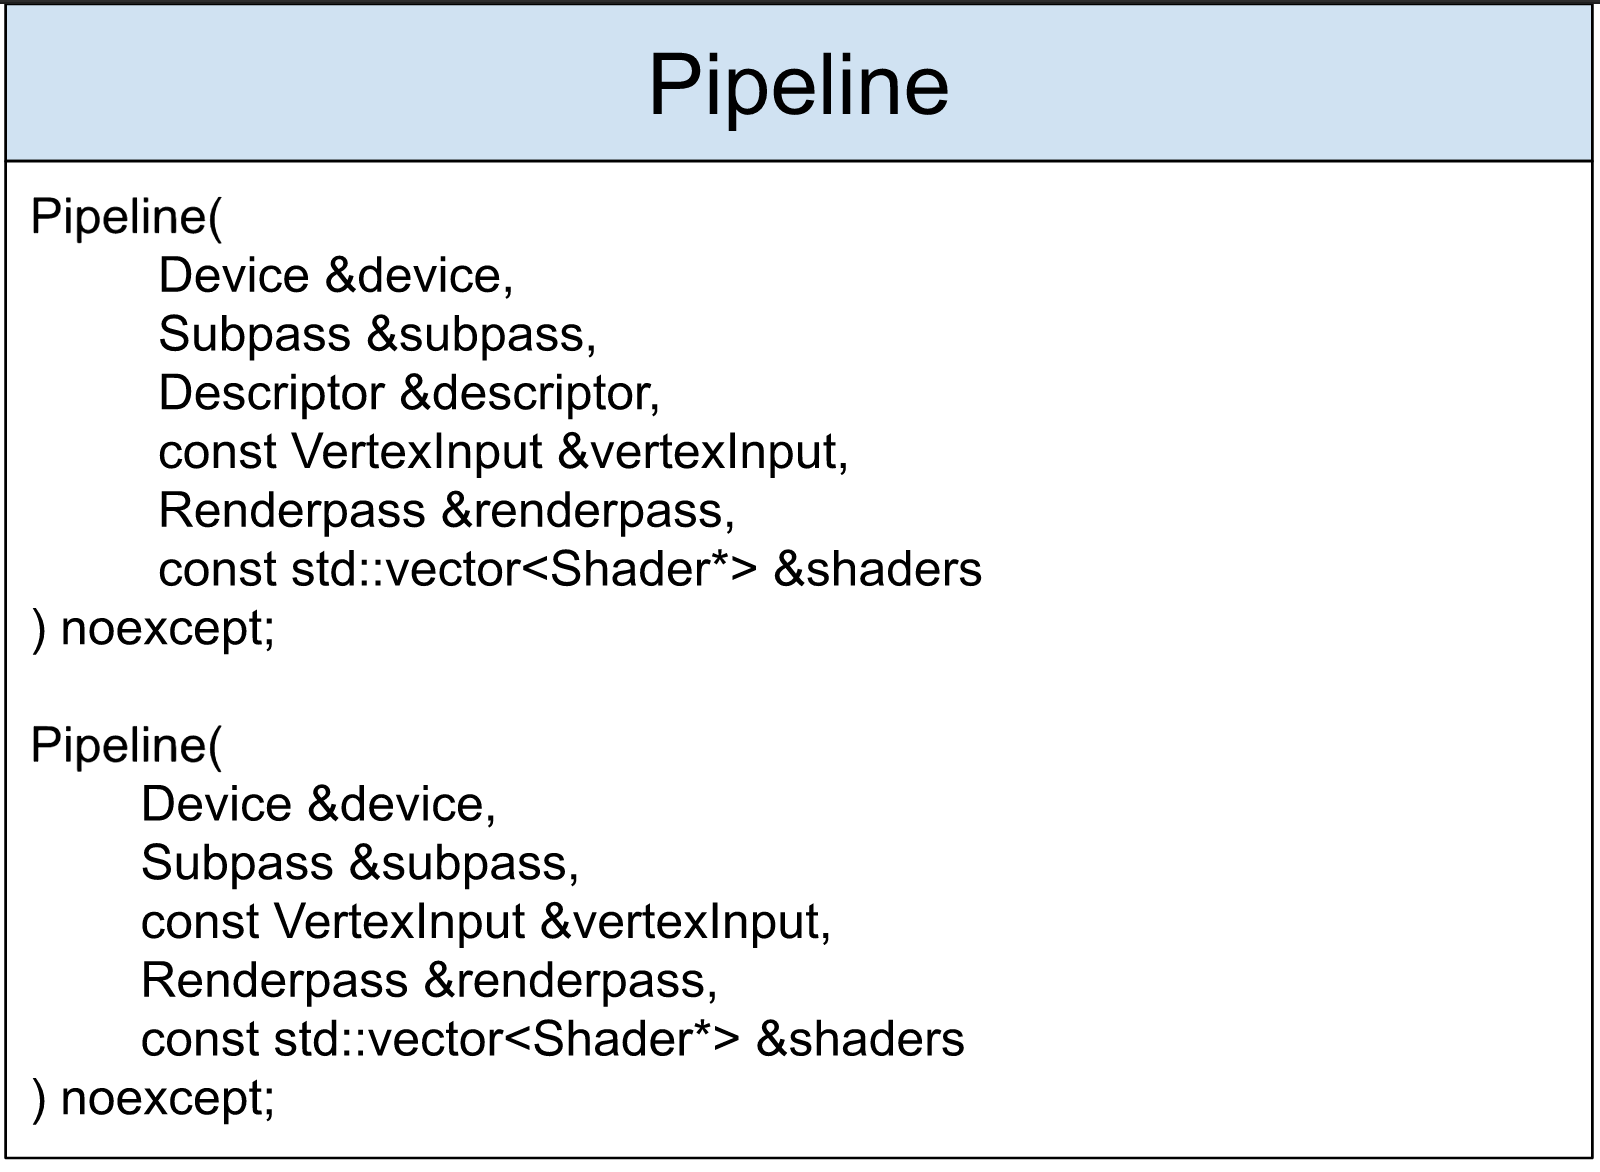 Pipeline
Pipeline(
Device &device,
Subpass &subpass,
Descriptor &descriptor,
const VertexInput &vertexInput,
Renderpass &renderpass,
const std::vector<Shader*> &shaders
) noexcept;
Pipeline(
Device &device,
Subpass &subpass,
const VertexInput &vertexInput,
Renderpass &renderpass,
const std::vector<Shader*> &shaders
) noexcept;